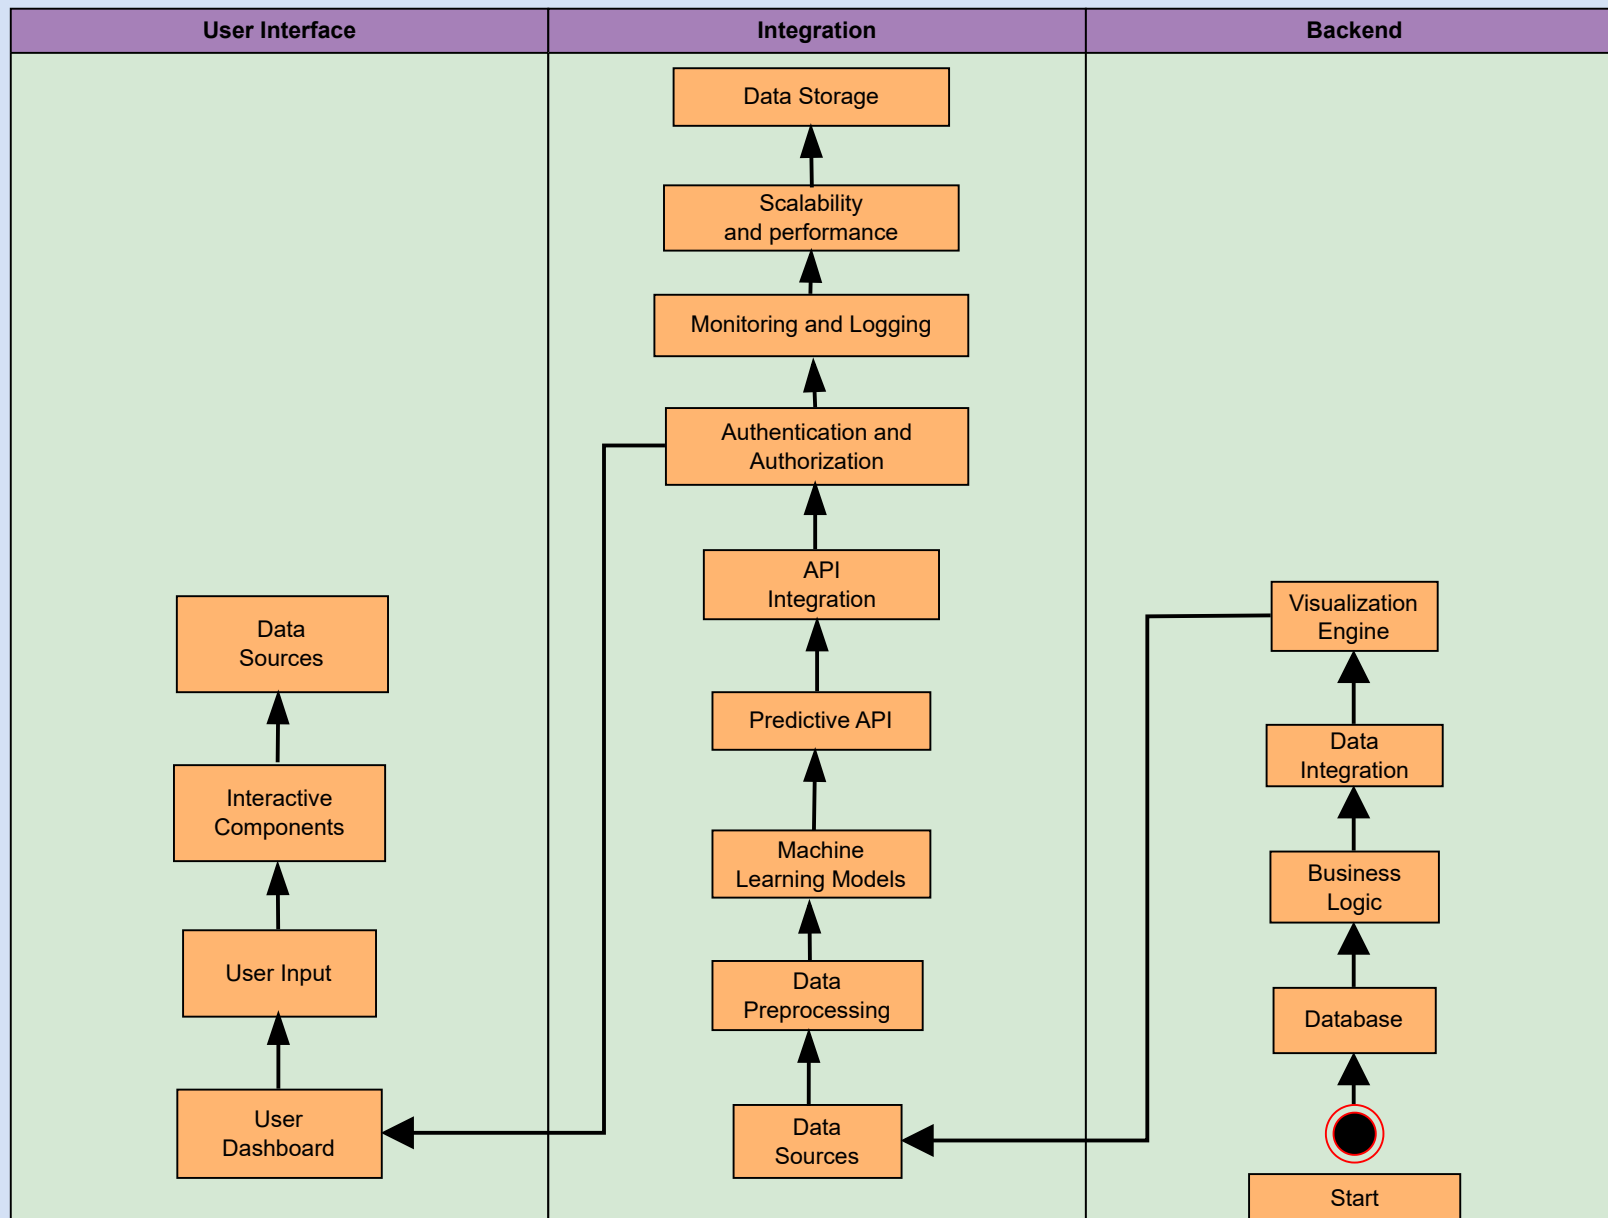 User Interface
Integration
Backend
Data Storage
Scalability
and performance
Monitoring and Logging
Authentication and
Authorization
API
Integration
Predictive API
Machine
Learning Models
Data
Preprocessing
Data
Sources
Data
Sources
Interactive
Components
User Input
User
Dashboard
Visualization
Engine
Data
Integration
Business
Logic
Database
Start